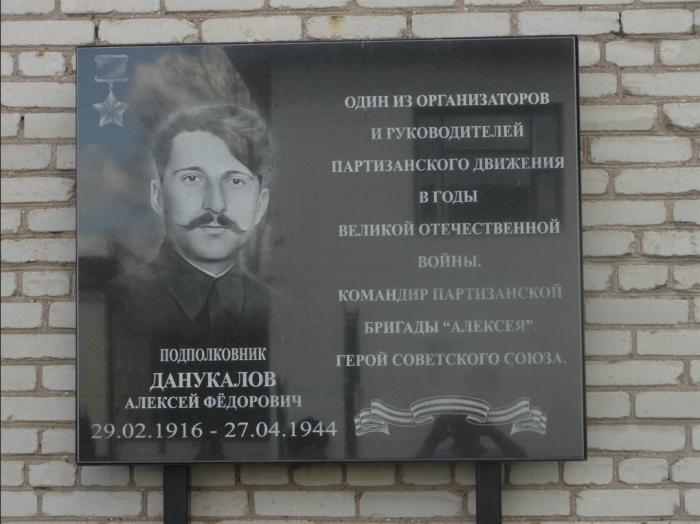 ОДИН ИЗ ОРГАНИЗАТОРОВ
И РУКОВОДИТЕЛЕЙ
ПАРТИЗАНСКОГО ДВИЖЕНИЯ
В ГОДЫ
ВЕЛИКОЙ ОТЕЧЕСТВЕННОЙ
ВОЙНЫ.
КОМАНДИР ПАРТИЗАНСКОЙ
БРИГАДЫ "АЛЕКСЕЯ".
ГЕРОЙ СОВЕТСКОГО СОЮЗА.
ПОДПОЛКОВНИК
ДАНУКАЛОВ
АЛЕКСЕЙ ФЁДОРОВИЧ
29.02.1916 - 27.04.1944